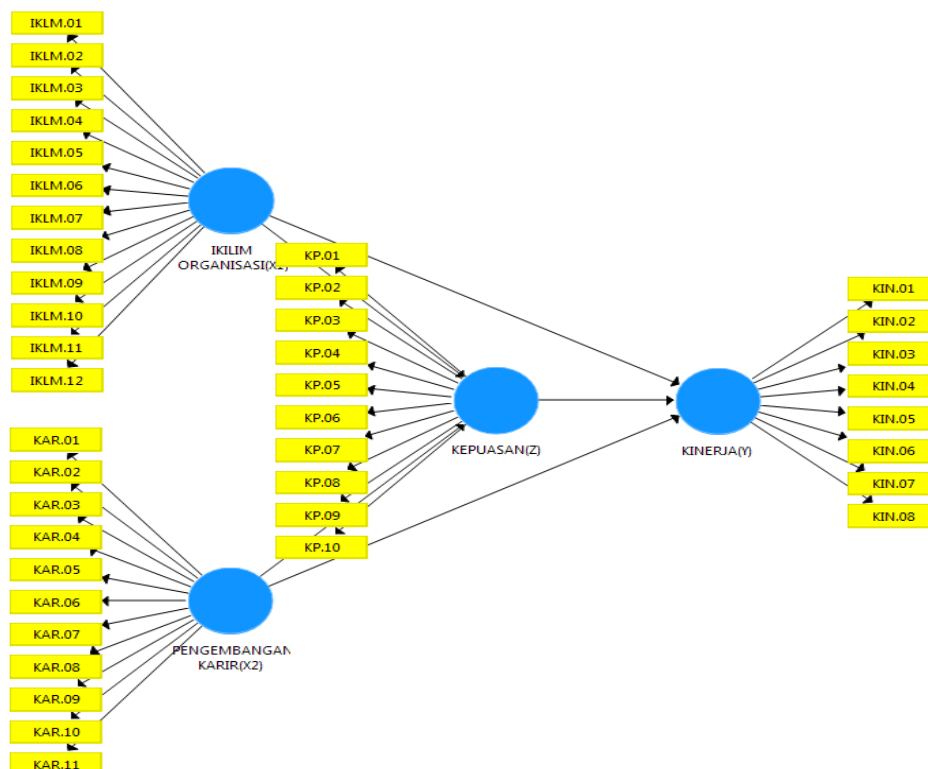 IKLM.01
IKLM.02
IKLM.03
IKLM.04
IKLM.05
IKLM.06
IKLM.07
IKLM.08
IKLM.09
IKLM.10
IKLM.11
IKLM.12
IKILIM
ORGANISASI(X1)
KAR.01
KAR.02
KAR.03
KAR.04
KAR.05
KAR.06
KAR.07
KAR.08
KAR.09
KAR.10
KAR.11
PENGEMBANGAN
KARIR(X2)
KP.01
KP.02
KP.03
KP.04
KP.05
KP.06
KP.07
KP.08
KP.09
KP.10
KEPUASAN(Z)
KINERJA(Y)
KIN.01
KIN.02
KIN.03
KIN.04
KIN.05
KIN.06
KIN.07
KIN.08